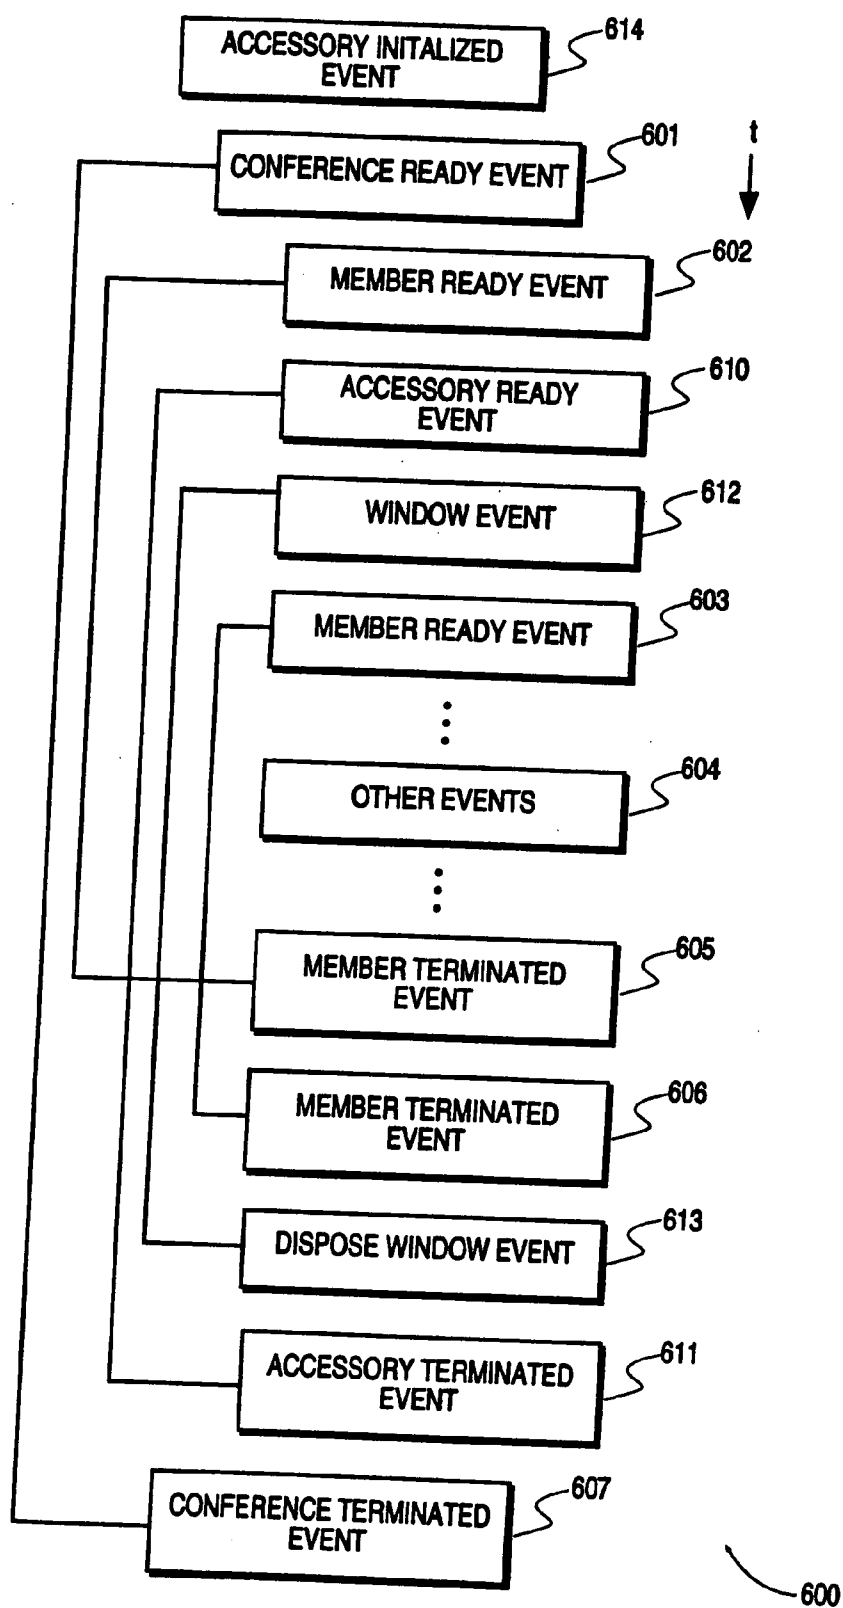 ACCESSORY INITALIZED
EVENT
614
CONFERENCE READY EVENT
601
t
MEMBER READY EVENT
602
ACCESSORY READY
EVENT
610
WINDOW EVENT
612
MEMBER READY EVENT
603
OTHER EVENTS
604
MEMBER TERMINATED
EVENT
605
MEMBER TERMINATED
EVENT
606
DISPOSE WINDOW EVENT
613
ACCESSORY TERMINATED
EVENT
611
CONFERENCE TERMINATED
EVENT
607
600